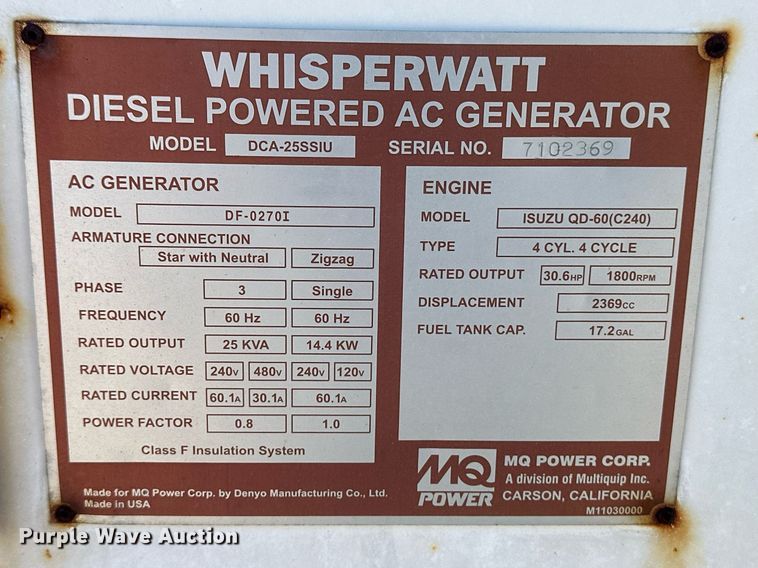 WHISPERWATT
DIESEL POWERED AC GENERATOR
MODEL DCA-25SSIU SERIAL NO. 7102369
AC GENERATOR
MODEL DF-0270I
ARMATURE CONNECTION
Star with Neutral Zigzag
PHASE 3 Single
FREQUENCY 60 Hz 60 Hz
RATED OUTPUT 25 KVA 14.4 KW
RATED VOLTAGE 240V 480V 240V 120V
RATED CURRENT 60.1A 30.1A 60.1A
POWER FACTOR 0.8 1.0
Class F Insulation System
ENGINE
MODEL ISUZU QD-60(C240)
TYPE 4 CYL. 4 CYCLE
RATED OUTPUT 30.6HP 1800RPM
DISPLACEMENT 2369CC
FUEL TANK CAP. 17.2GAL
Made for MQ Power Corp. by Denyo Manufacturing Co., Ltd.
Made in USA
MQ
POWER
MQ POWER CORP.
A division of Multiquip Inc.
CARSON, CALIFORNIA
M11030000
Purple Wave Auction